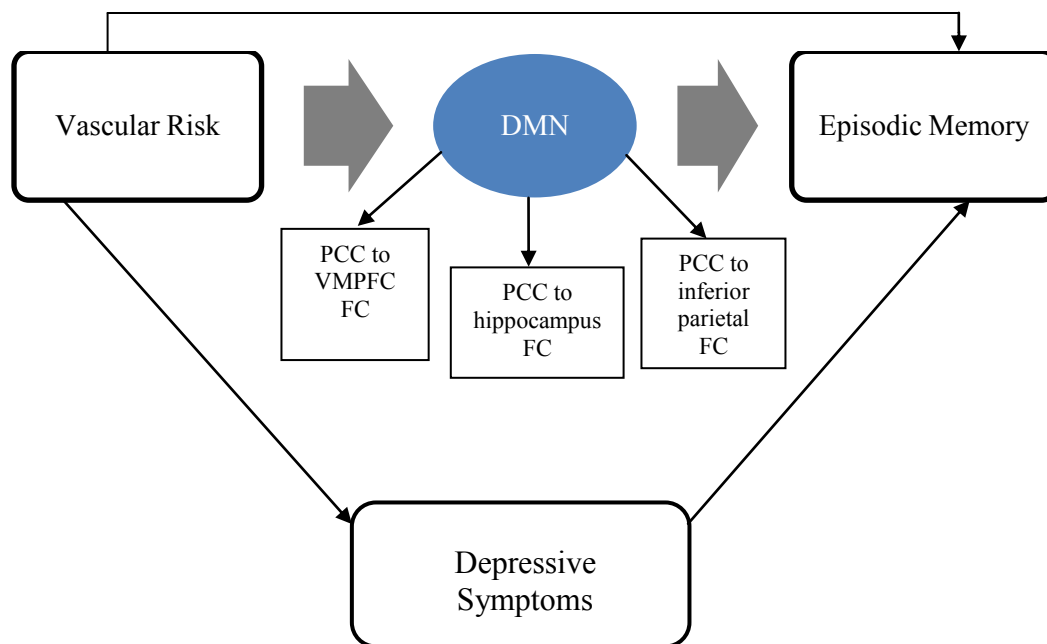 Vascular Risk
DMN
Episodic Memory
PCC to
VMPFC
FC
PCC to
hippocampus
FC
PCC to
inferior
parietal
FC
Depressive
Symptoms